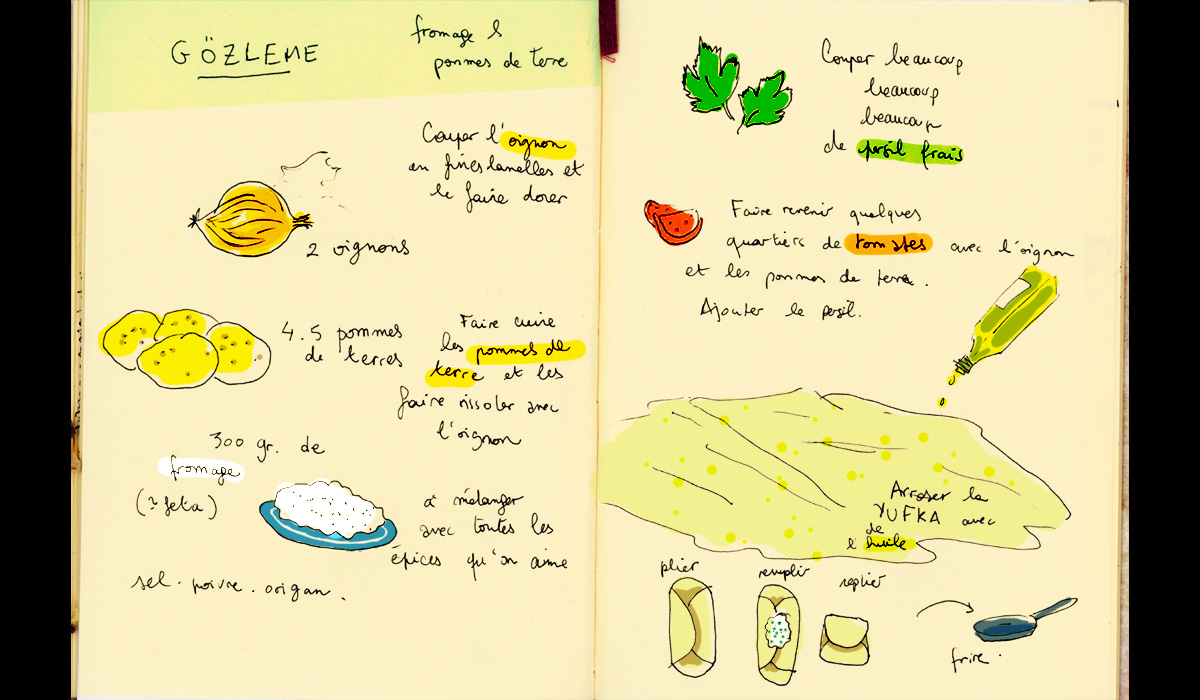 GÖZLEME
fromage &
pommes de terre
Couper l'oignon
en fines lamelles et
le faire dorer
2 oignons
4.5 pommes
de terres
Faire cuire
les pommes de
terre et les
faire rissoler avec
l'oignon
300 gr. de
fromage
(~ feta)
à mélanger
avec toutes les
épices qu'on aime
sel . poivre . origan .
Couper beaucoup
beaucoup
beaucoup
de persil frais
Faire revenir quelques
quartiers de tomates avec l'oignon
et les pommes de terre .
Ajouter le persil.
Arroser la
YUFKA avec
de
l'huile
plier
remplir
replier
frire .